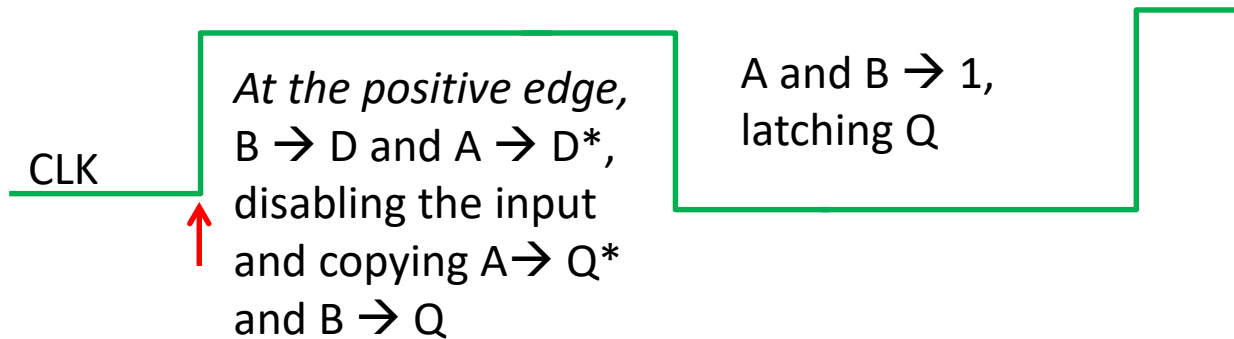 CLK
At the positive edge,
B → D and A → D*,
disabling the input
and copying A→ Q*
and B → Q
A and B → 1,
latching Q